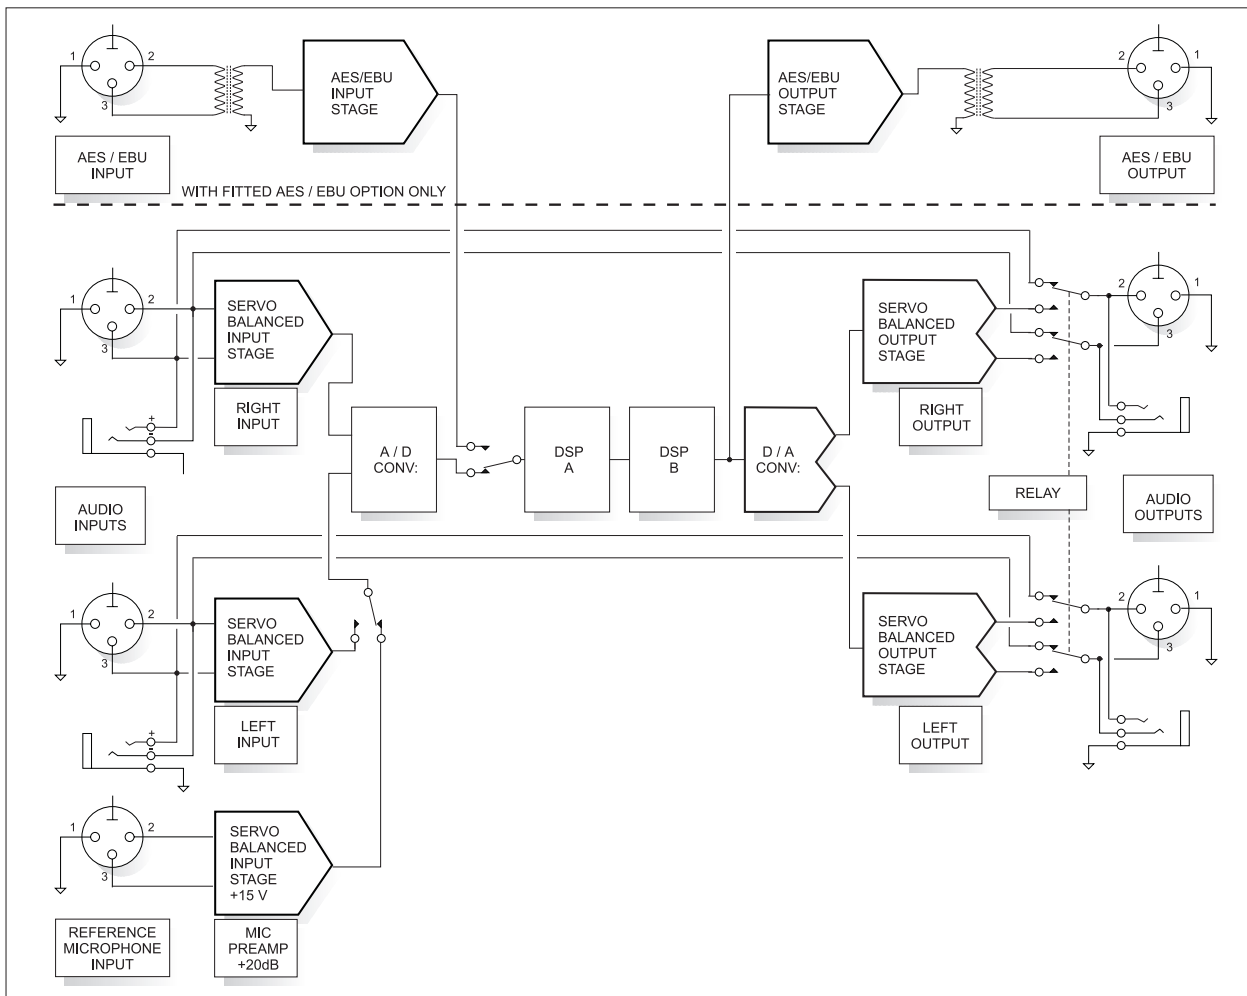 1
2
3
AES/EBU
INPUT
STAGE
AES/EBU
OUTPUT
STAGE
2
1
3
AES / EBU
INPUT
AES / EBU
OUTPUT
WITH FITTED AES / EBU OPTION ONLY
1
2
3
SERVO
BALANCED
INPUT
STAGE
SERVO
BALANCED
OUTPUT
STAGE
2
1
3
RIGHT
INPUT
RIGHT
OUTPUT
+
-
A / D
CONV:
DSP
A
DSP
B
D / A
CONV:
RELAY
AUDIO
INPUTS
AUDIO
OUTPUTS
1
2
3
SERVO
BALANCED
INPUT
STAGE
SERVO
BALANCED
OUTPUT
STAGE
2
1
3
LEFT
INPUT
LEFT
OUTPUT
+
-
1
2
3
SERVO
BALANCED
INPUT
STAGE
+15 V
REFERENCE
MICROPHONE
INPUT
MIC
PREAMP
+20dB